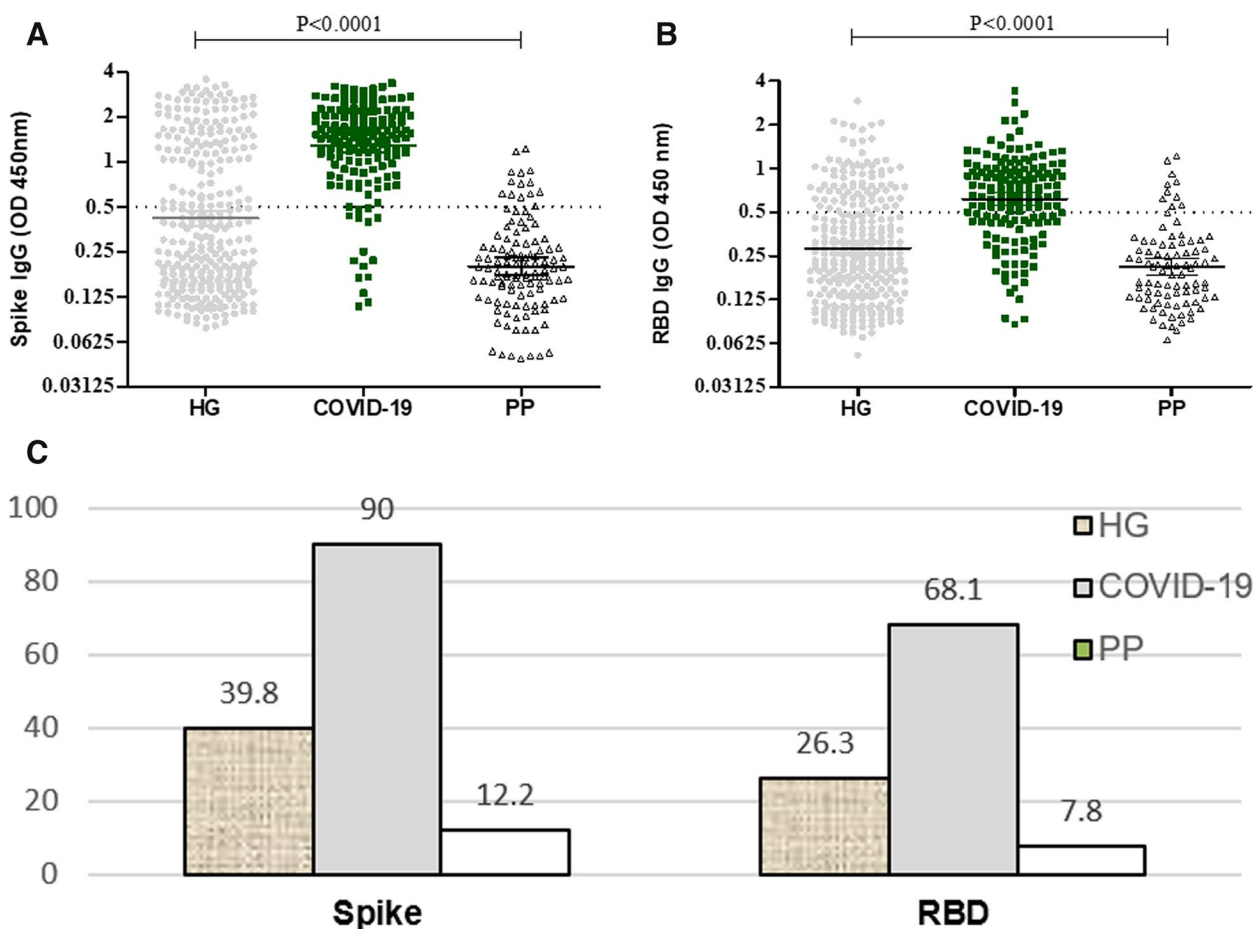 A
P<0.0001
Spike IgG (OD 450nm)
4
2
1
0.5
0.25
0.125
0.0625
0.03125
HG
COVID-19
PP
B
P<0.0001
RBD IgG (OD 450 nm)
4
2
1
0.5
0.25
0.125
0.0625
0.03125
HG
COVID-19
PP
C
100
80
60
40
20
0
39.8
90
12.2
26.3
68.1
7.8
Spike
RBD
HG
COVID-19
PP